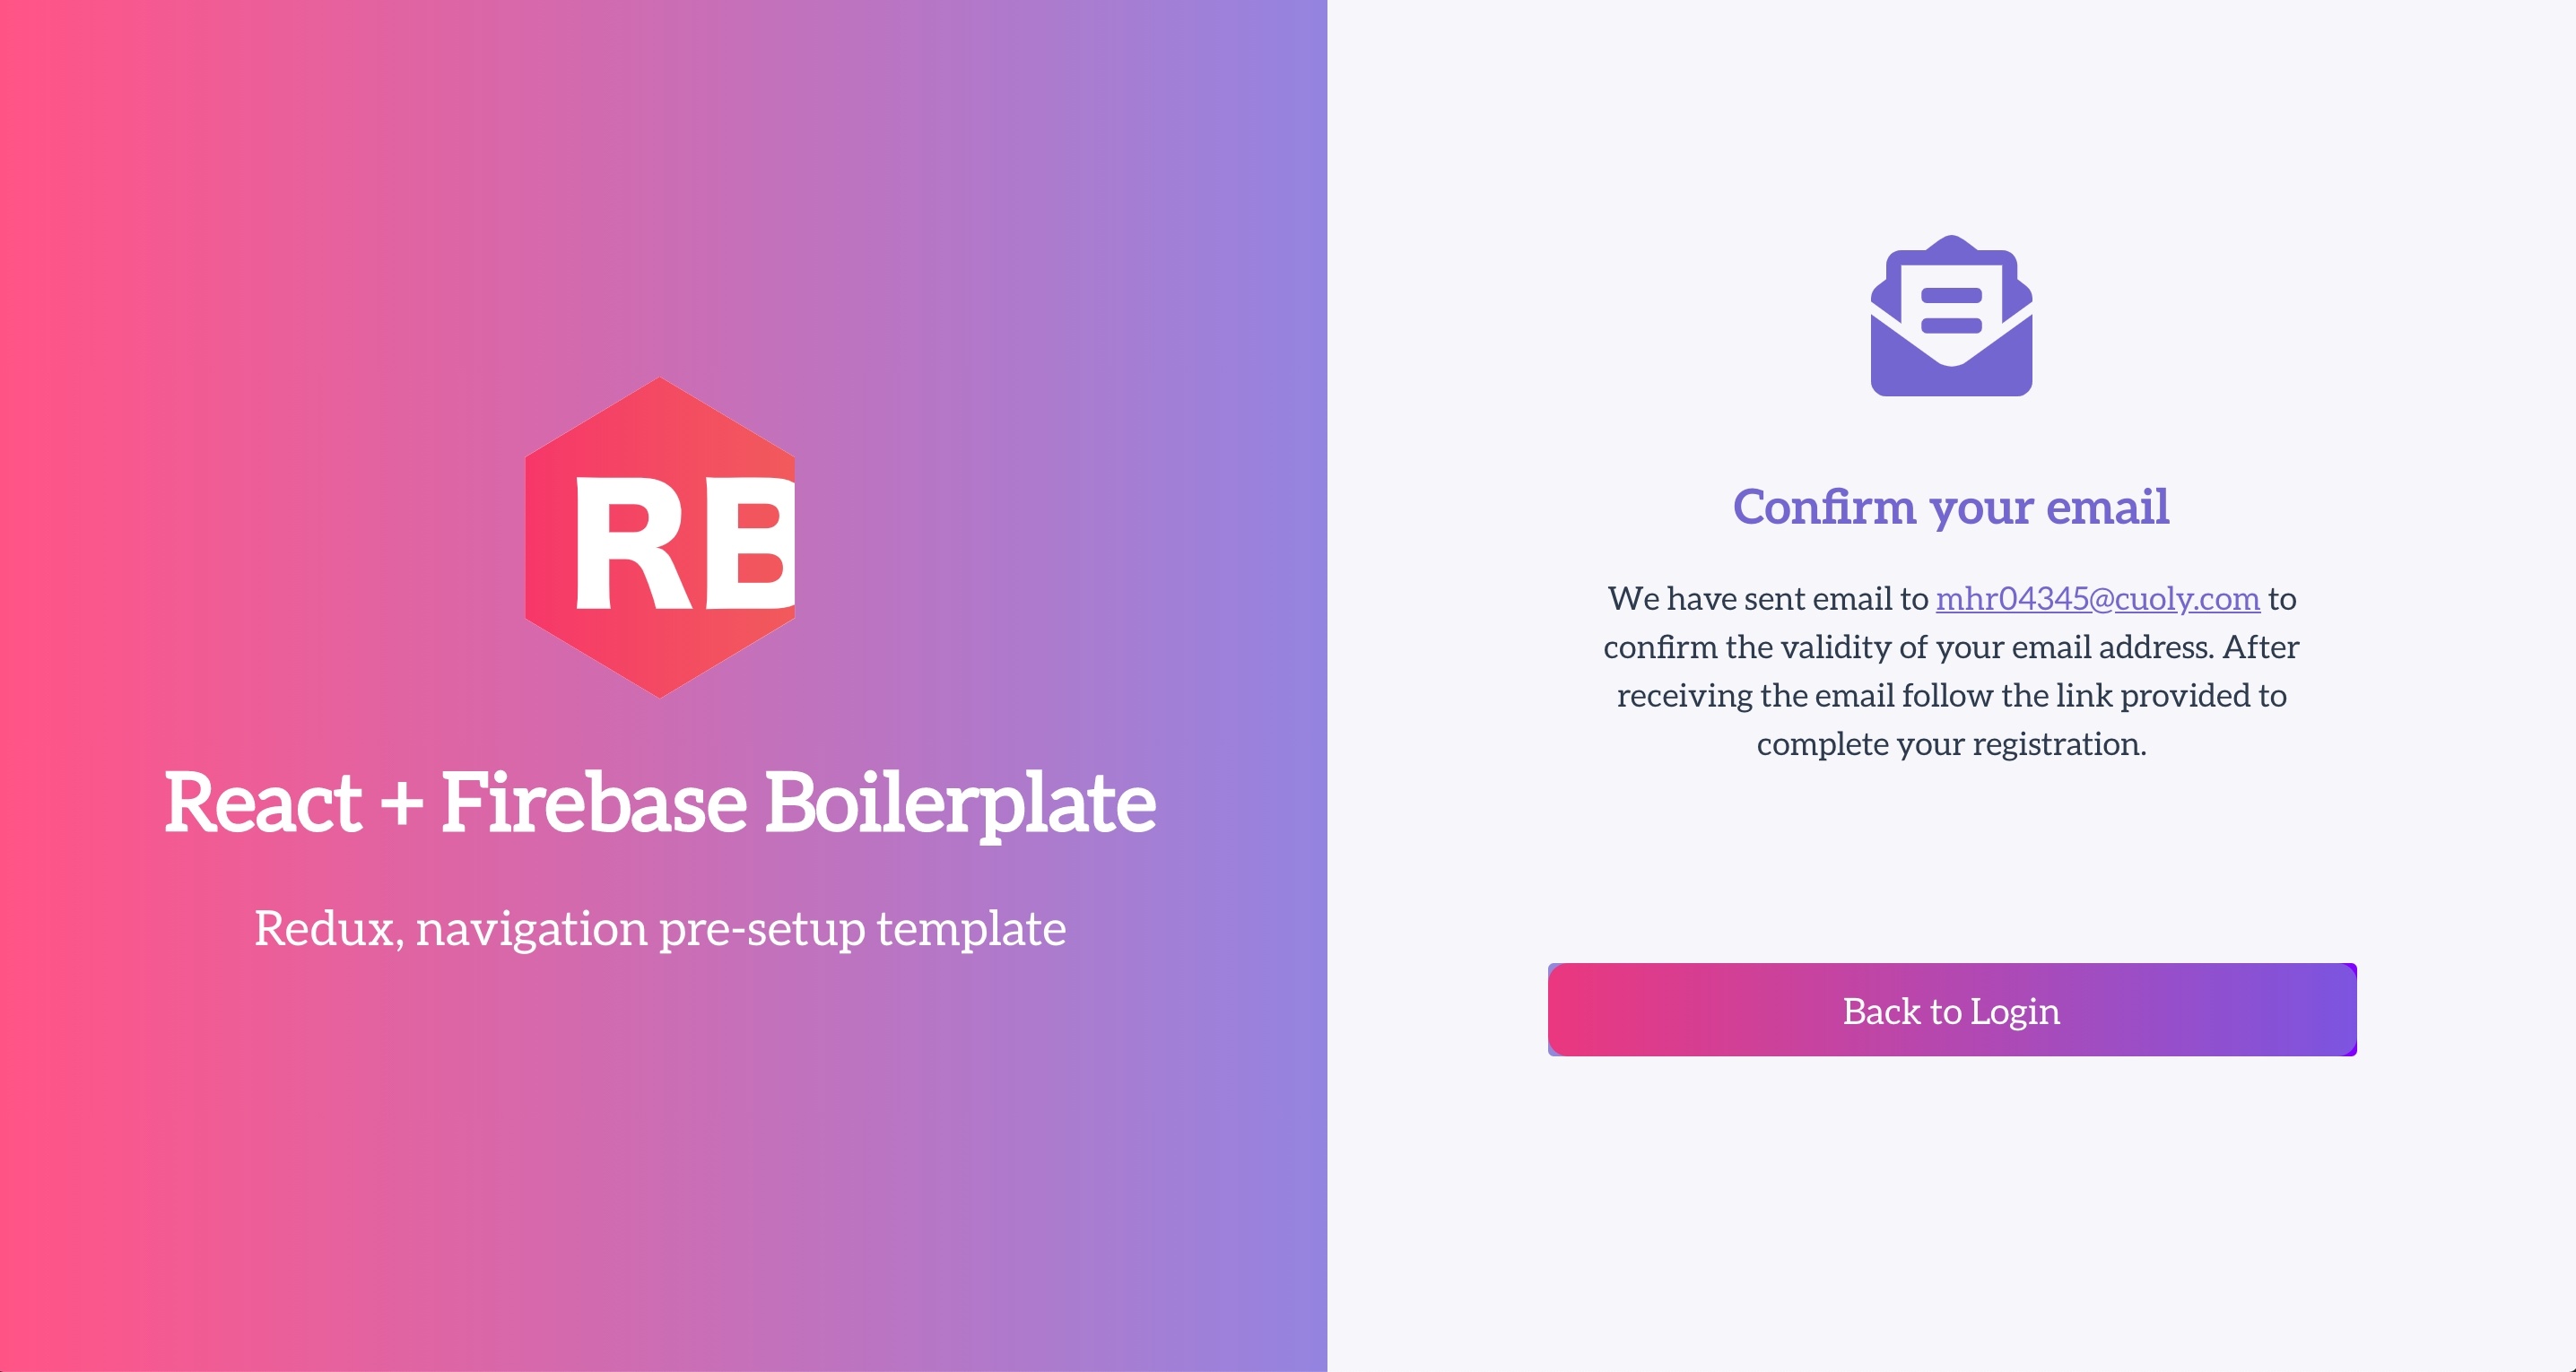 RB
React + Firebase Boilerplate
Redux, navigation pre-setup template
Confirm your email
We have sent email to mhr04345@cuoly.com to
confirm the validity of your email address. After
receiving the email follow the link provided to
complete your registration.
Back to Login